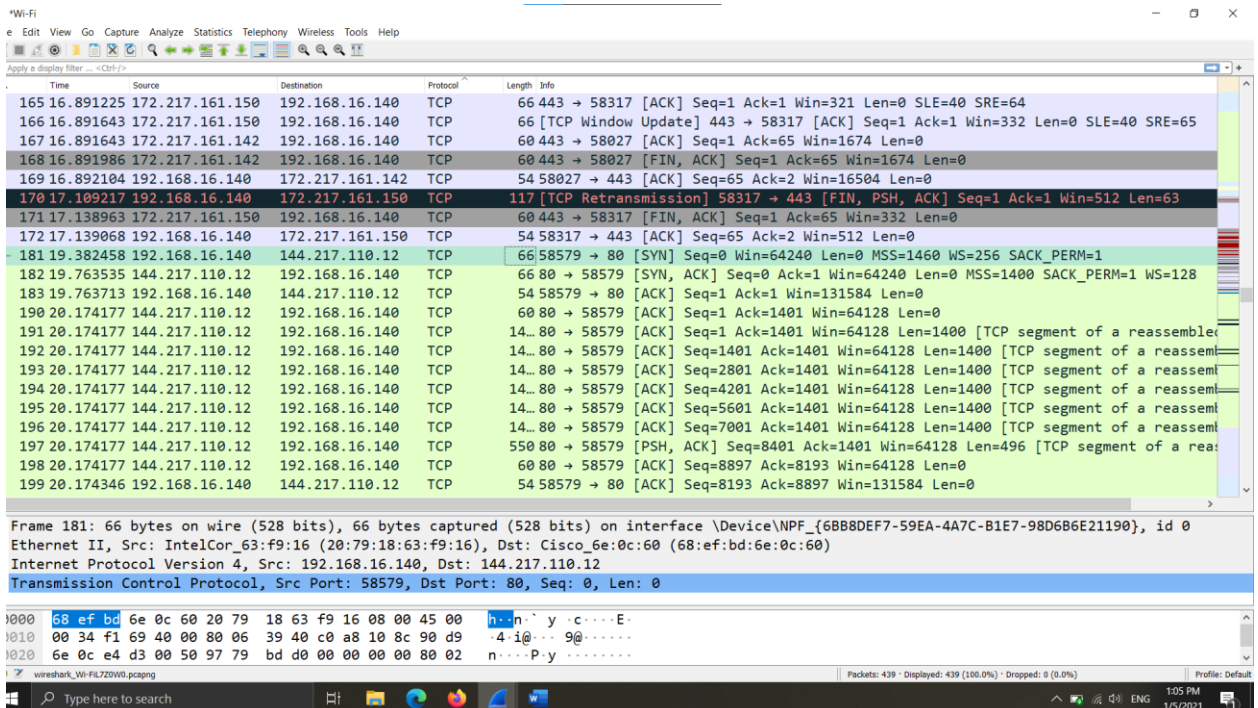 *Wi-Fi
e Edit View Go Capture Analyze Statistics Telephony Wireless Tools Help
Apply a display filter ... <Ctrl-/>
Time Source Destination Protocol Length Info
165 16.891225 172.217.161.150 192.168.16.140 TCP 66 443 → 58317 [ACK] Seq=1 Ack=1 Win=321 Len=0 SLE=40 SRE=64
166 16.891643 172.217.161.150 192.168.16.140 TCP 66 [TCP Window Update] 443 → 58317 [ACK] Seq=1 Ack=1 Win=332 Len=0 SLE=40 SRE=65
167 16.891643 172.217.161.142 192.168.16.140 TCP 60 443 → 58027 [ACK] Seq=1 Ack=65 Win=1674 Len=0
168 16.891986 172.217.161.142 192.168.16.140 TCP 60 443 → 58027 [FIN, ACK] Seq=1 Ack=65 Win=1674 Len=0
169 16.892104 192.168.16.140 172.217.161.142 TCP 54 58027 → 443 [ACK] Seq=65 Ack=2 Win=16504 Len=0
170 17.109217 192.168.16.140 172.217.161.150 TCP 117 [TCP Retransmission] 58317 → 443 [FIN, PSH, ACK] Seq=1 Ack=1 Win=512 Len=63
171 17.138963 172.217.161.150 192.168.16.140 TCP 60 443 → 58317 [FIN, ACK] Seq=1 Ack=65 Win=332 Len=0
172 17.139068 192.168.16.140 172.217.161.150 TCP 54 58317 → 443 [ACK] Seq=65 Ack=2 Win=512 Len=0
181 19.382458 192.168.16.140 144.217.110.12 TCP 66 58579 → 80 [SYN] Seq=0 Win=64240 Len=0 MSS=1460 WS=256 SACK_PERM=1
182 19.763535 144.217.110.12 192.168.16.140 TCP 66 80 → 58579 [SYN, ACK] Seq=0 Ack=1 Win=64240 Len=0 MSS=1400 SACK_PERM=1 WS=128
183 19.763713 192.168.16.140 144.217.110.12 TCP 54 58579 → 80 [ACK] Seq=1 Ack=1 Win=131584 Len=0
190 20.174177 144.217.110.12 192.168.16.140 TCP 60 80 → 58579 [ACK] Seq=1 Ack=1401 Win=64128 Len=0
191 20.174177 144.217.110.12 192.168.16.140 TCP 14… 80 → 58579 [ACK] Seq=1 Ack=1401 Win=64128 Len=1400 [TCP segment of a reassembled
192 20.174177 144.217.110.12 192.168.16.140 TCP 14… 80 → 58579 [ACK] Seq=1401 Ack=1401 Win=64128 Len=1400 [TCP segment of a reassemb
193 20.174177 144.217.110.12 192.168.16.140 TCP 14… 80 → 58579 [ACK] Seq=2801 Ack=1401 Win=64128 Len=1400 [TCP segment of a reassemb
194 20.174177 144.217.110.12 192.168.16.140 TCP 14… 80 → 58579 [ACK] Seq=4201 Ack=1401 Win=64128 Len=1400 [TCP segment of a reassemb
195 20.174177 144.217.110.12 192.168.16.140 TCP 14… 80 → 58579 [ACK] Seq=5601 Ack=1401 Win=64128 Len=1400 [TCP segment of a reassemb
196 20.174177 144.217.110.12 192.168.16.140 TCP 14… 80 → 58579 [ACK] Seq=7001 Ack=1401 Win=64128 Len=1400 [TCP segment of a reassemb
197 20.174177 144.217.110.12 192.168.16.140 TCP 550 80 → 58579 [PSH, ACK] Seq=8401 Ack=1401 Win=64128 Len=496 [TCP segment of a reas
198 20.174177 144.217.110.12 192.168.16.140 TCP 60 80 → 58579 [ACK] Seq=8897 Ack=8193 Win=64128 Len=0
199 20.174346 192.168.16.140 144.217.110.12 TCP 54 58579 → 80 [ACK] Seq=8193 Ack=8897 Win=131584 Len=0
Frame 181: 66 bytes on wire (528 bits), 66 bytes captured (528 bits) on interface \Device\NPF_{6BB8DEF7-59EA-4A7C-B1E7-98D6B6E21190}, id 0
Ethernet II, Src: IntelCor_63:f9:16 (20:79:18:63:f9:16), Dst: Cisco_6e:0c:60 (68:ef:bd:6e:0c:60)
Internet Protocol Version 4, Src: 192.168.16.140, Dst: 144.217.110.12
Transmission Control Protocol, Src Port: 58579, Dst Port: 80, Seq: 0, Len: 0
0000 68 ef bd 6e 0c 60 20 79 18 63 f9 16 08 00 45 00 h··n·` y ·c····E·
0010 00 34 f1 69 40 00 80 06 39 40 c0 a8 10 8c 90 d9 ·4·i@··· 9@······
0020 6e 0c e4 d3 00 50 97 79 bd d0 00 00 00 00 80 02 n····P·y ········
wireshark_Wi-FiL7Z0W0.pcapng Packets: 439 · Displayed: 439 (100.0%) · Dropped: 0 (0.0%) Profile: Default
Type here to search ENG 1:05 PM
1/5/2021